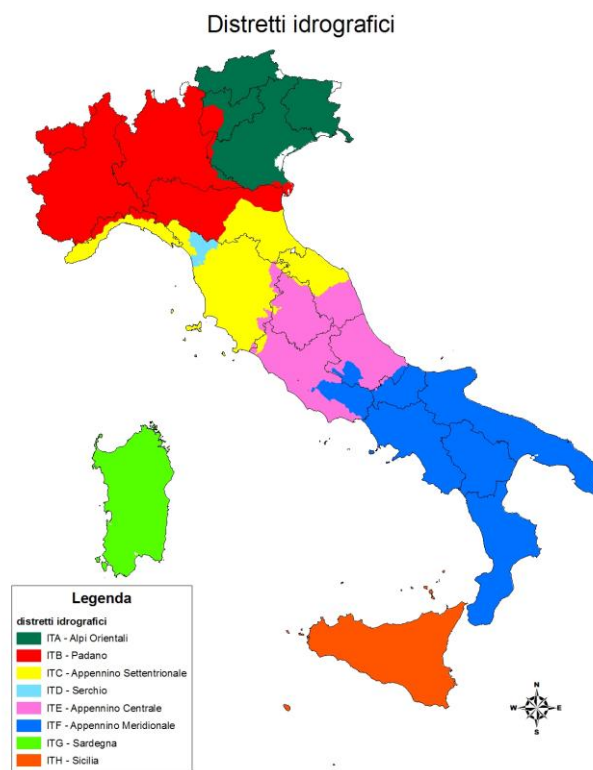 Distretti idrografici
Legenda
distretti idrografici
ITA - Alpi Orientali
ITB - Padano
ITC - Appennino Settentrionale
ITD - Serchio
ITE - Appennino Centrale
ITF - Appennino Meridionale
ITG - Sardegna
ITH - Sicilia
N
W E
S